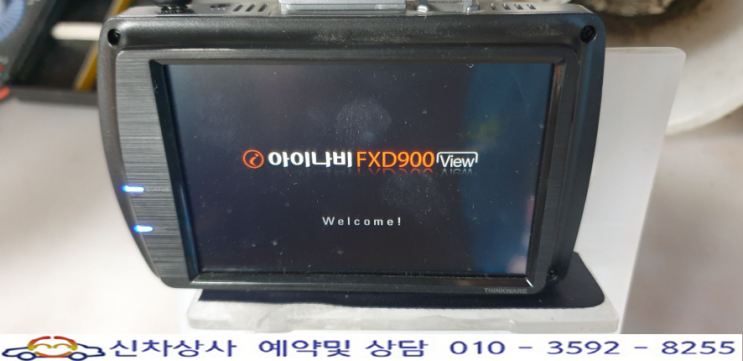 아이나비 FXD900 View
Welcome!
THINKWARE
신차상사 예약및 상담 010 - 3592 - 8255